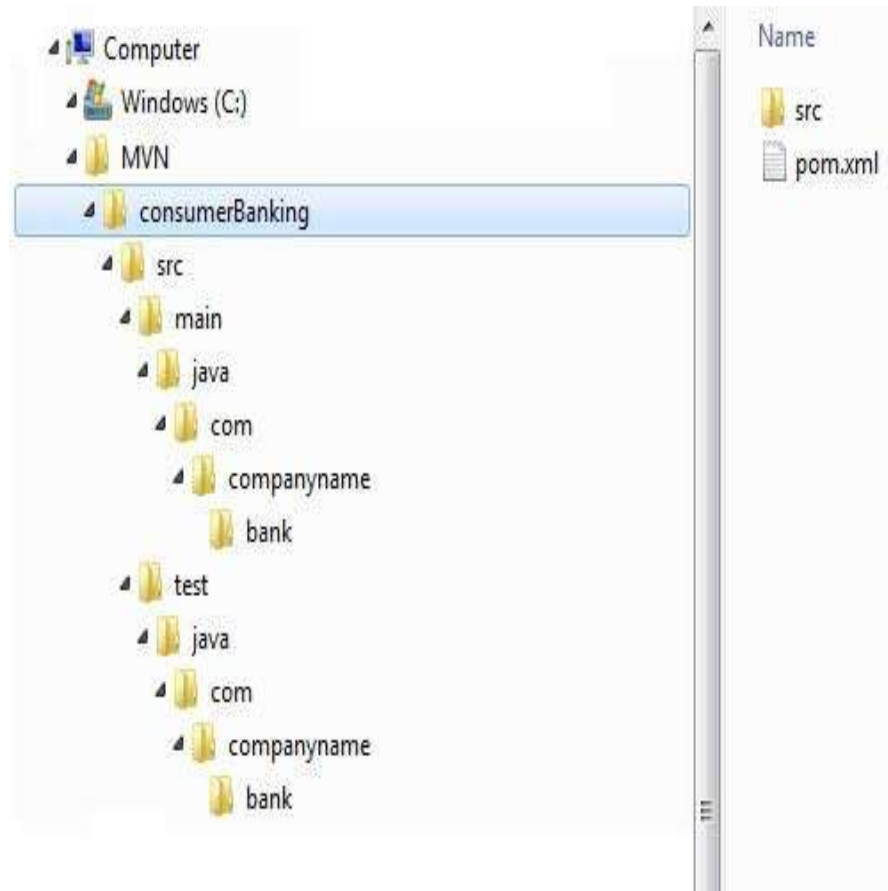 Computer
Windows (C:)
MVN
consumerBanking
src
main
java
com
companyname
bank
test
java
com
companyname
bank
Name
src
pom.xml